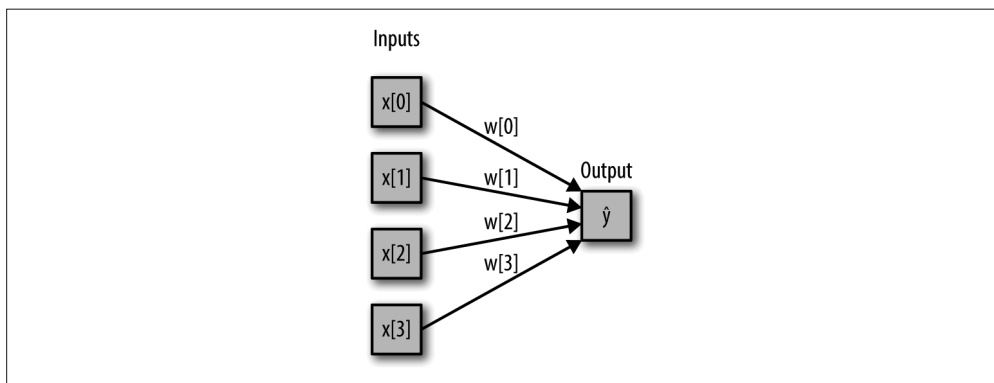 Inputs
x[0]
w[0]
x[1]
w[1]
Output
ŷ
x[2]
w[2]
w[3]
x[3]